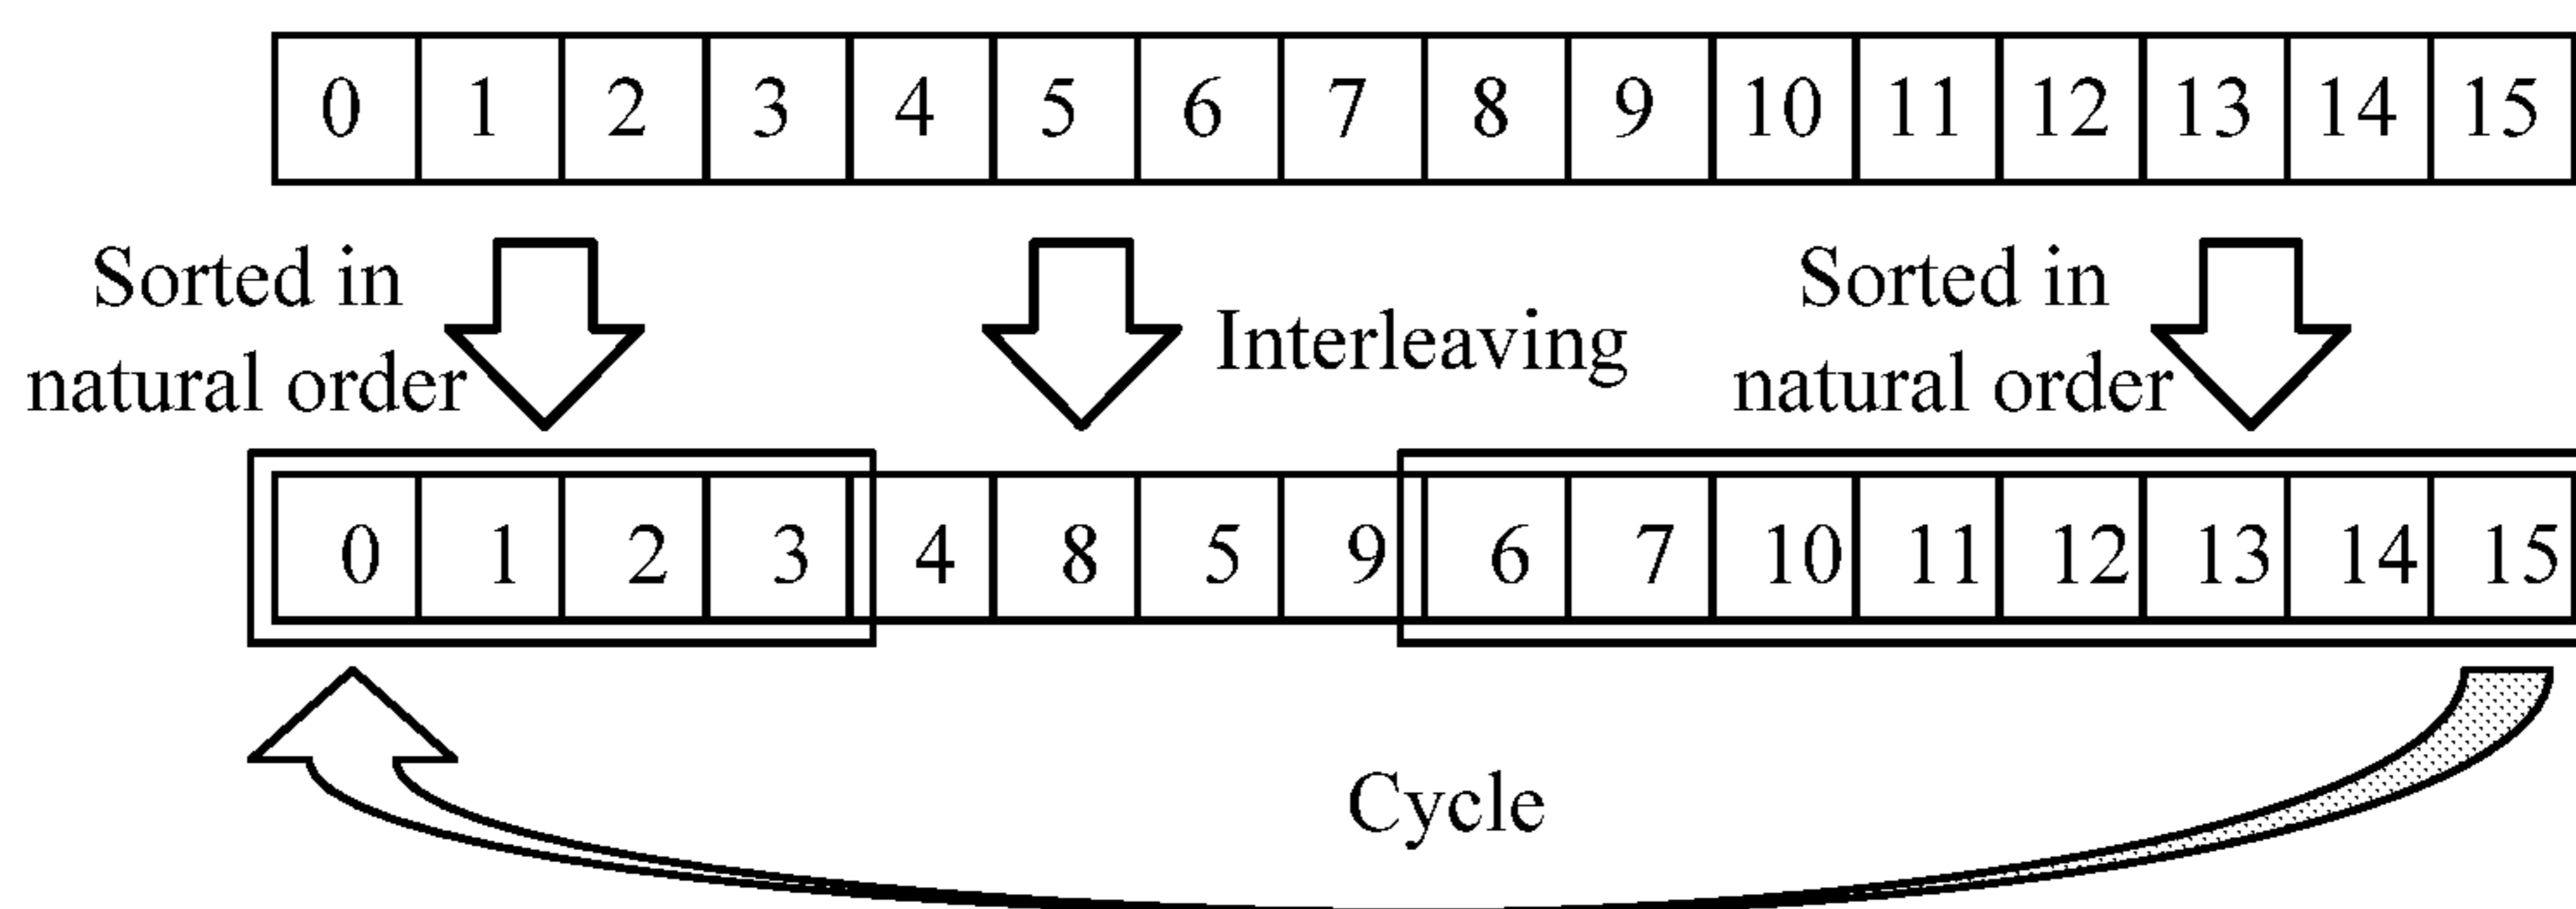 0 1 2 3 4 5 6 7 8 9 10 11 12 13 14 15
Sorted in
natural order
Interleaving
Sorted in
natural order
0 1 2 3 4 8 5 9 6 7 10 11 12 13 14 15
Cycle